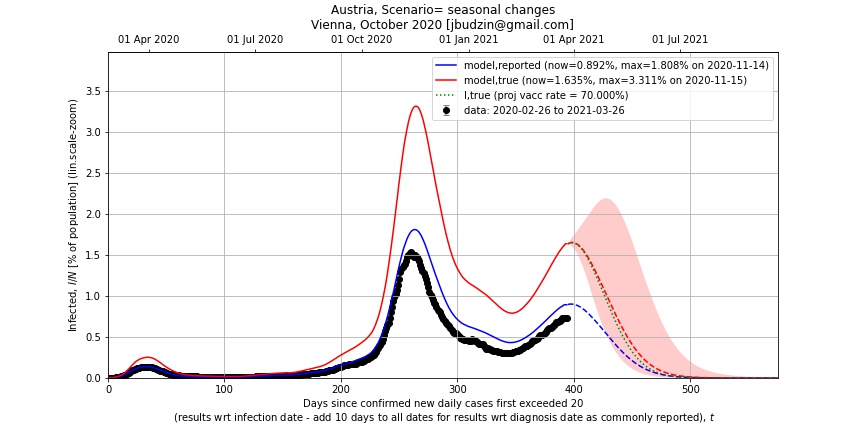 Austria, Scenario= seasonal changes
Vienna, October 2020 [jbudzin@gmail.com]
01 Apr 2020 01 Jul 2020 01 Oct 2020 01 Jan 2021 01 Apr 2021 01 Jul 2021
model,reported (now=0.892%, max=1.808% on 2020-11-14)
model,true (now=1.635%, max=3.311% on 2020-11-15)
I,true (proj vacc rate = 70.000%)
data: 2020-02-26 to 2021-03-26
Infected, I/N [% of population] (lin.scale-zoom)
3.5
3.0
2.5
2.0
1.5
1.0
0.5
0.0
0 100 200 300 400 500
Days since confirmed new daily cases first exceeded 20
(results wrt infection date - add 10 days to all dates for results wrt diagnosis date as commonly reported), t